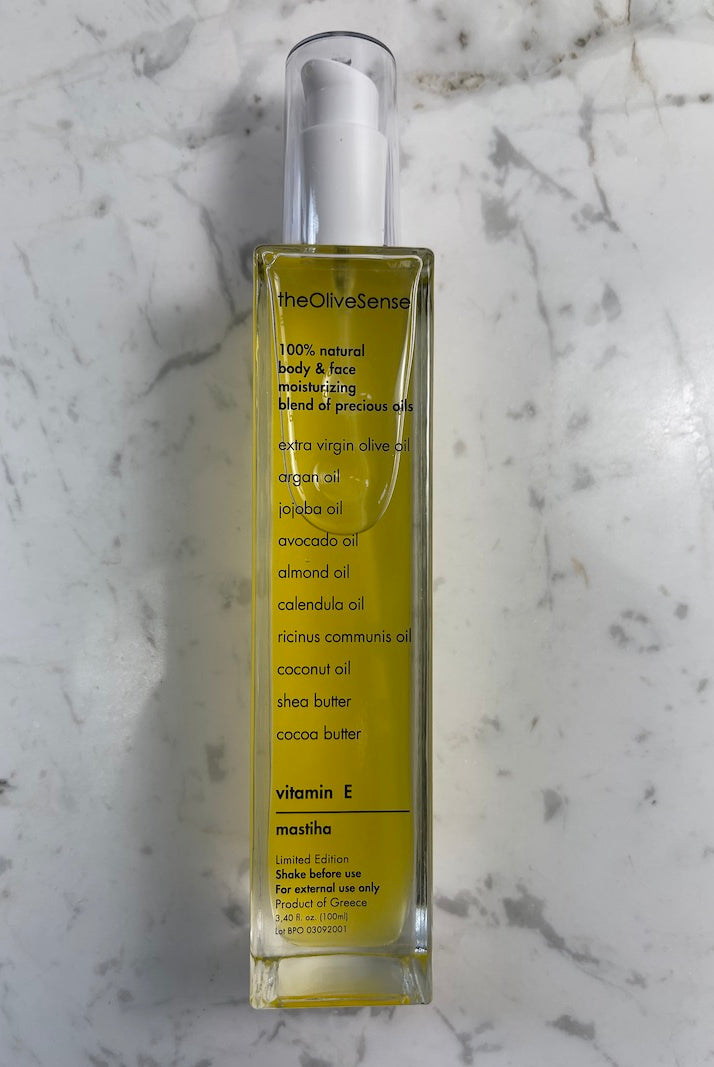 theOliveSense
100% natural
body & face
moisturizing
blend of precious oils
extra virgin olive oil
argan oil
jojoba oil
avocado oil
almond oil
calendula oil
ricinus communis oil
coconut oil
shea butter
cocoa butter
vitamin E
mastiha
Limited Edition
Shake before use
For external use only
Product of Greece
3,40 fl. oz. (100ml)
Lot BPO 03092001